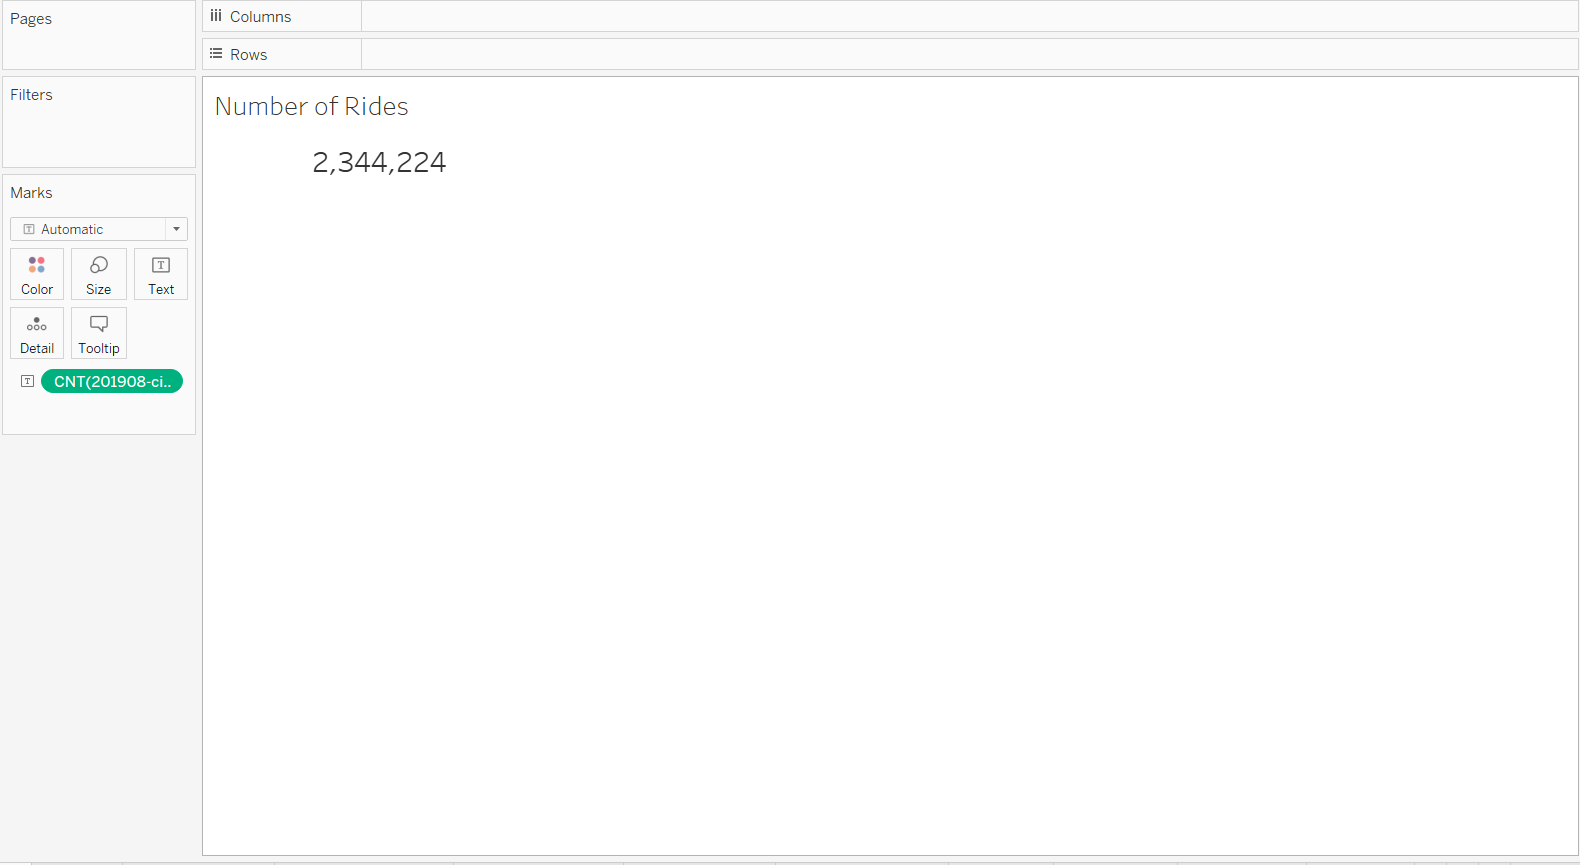 Pages
Columns
Rows
Filters
Number of Rides
2,344,224
Marks
Automatic
Color
Size
Text
Detail
Tooltip
CNT(201908-ci..